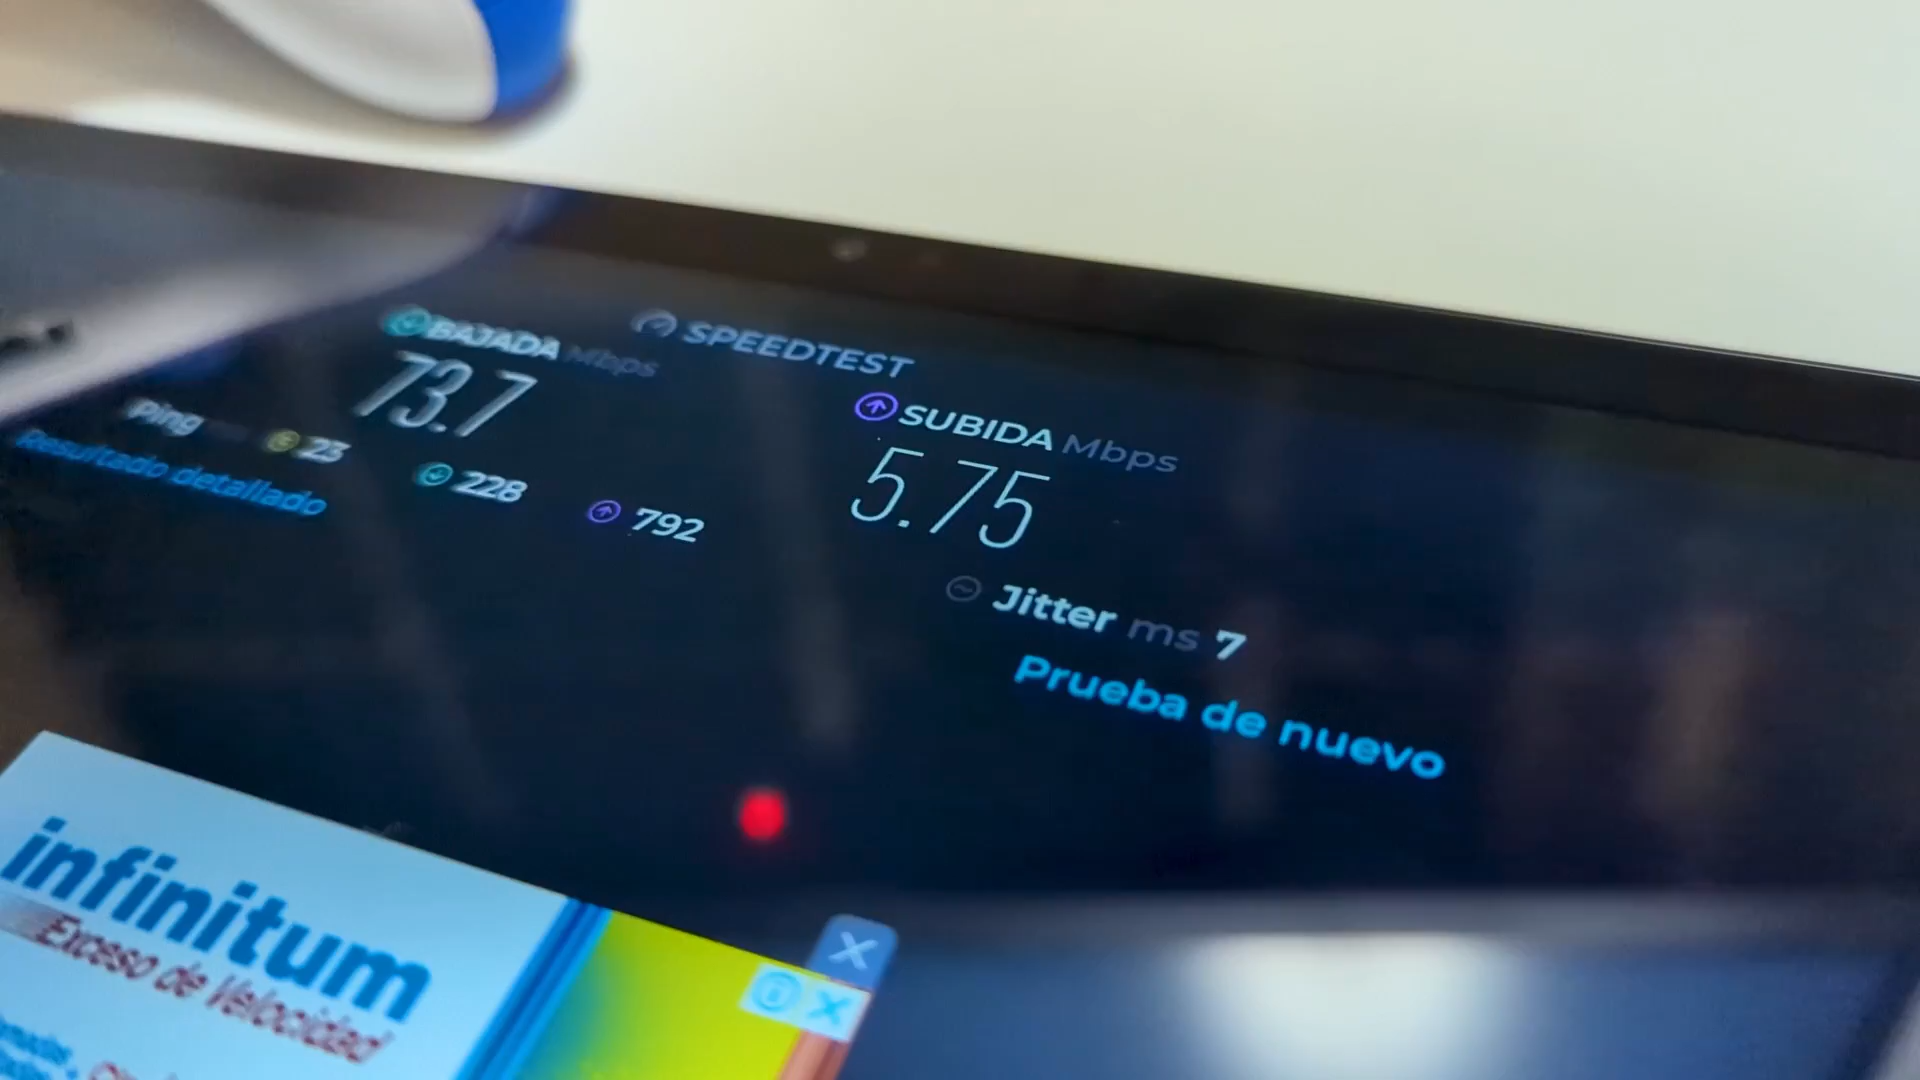 SPEEDTEST
BAJADA Mbps
73.7
SUBIDA Mbps
5.75
Ping
23
228
792
Jitter ms 7
Resultado detallado
Prueba de nuevo
infinitum
Exceso de Velocidad